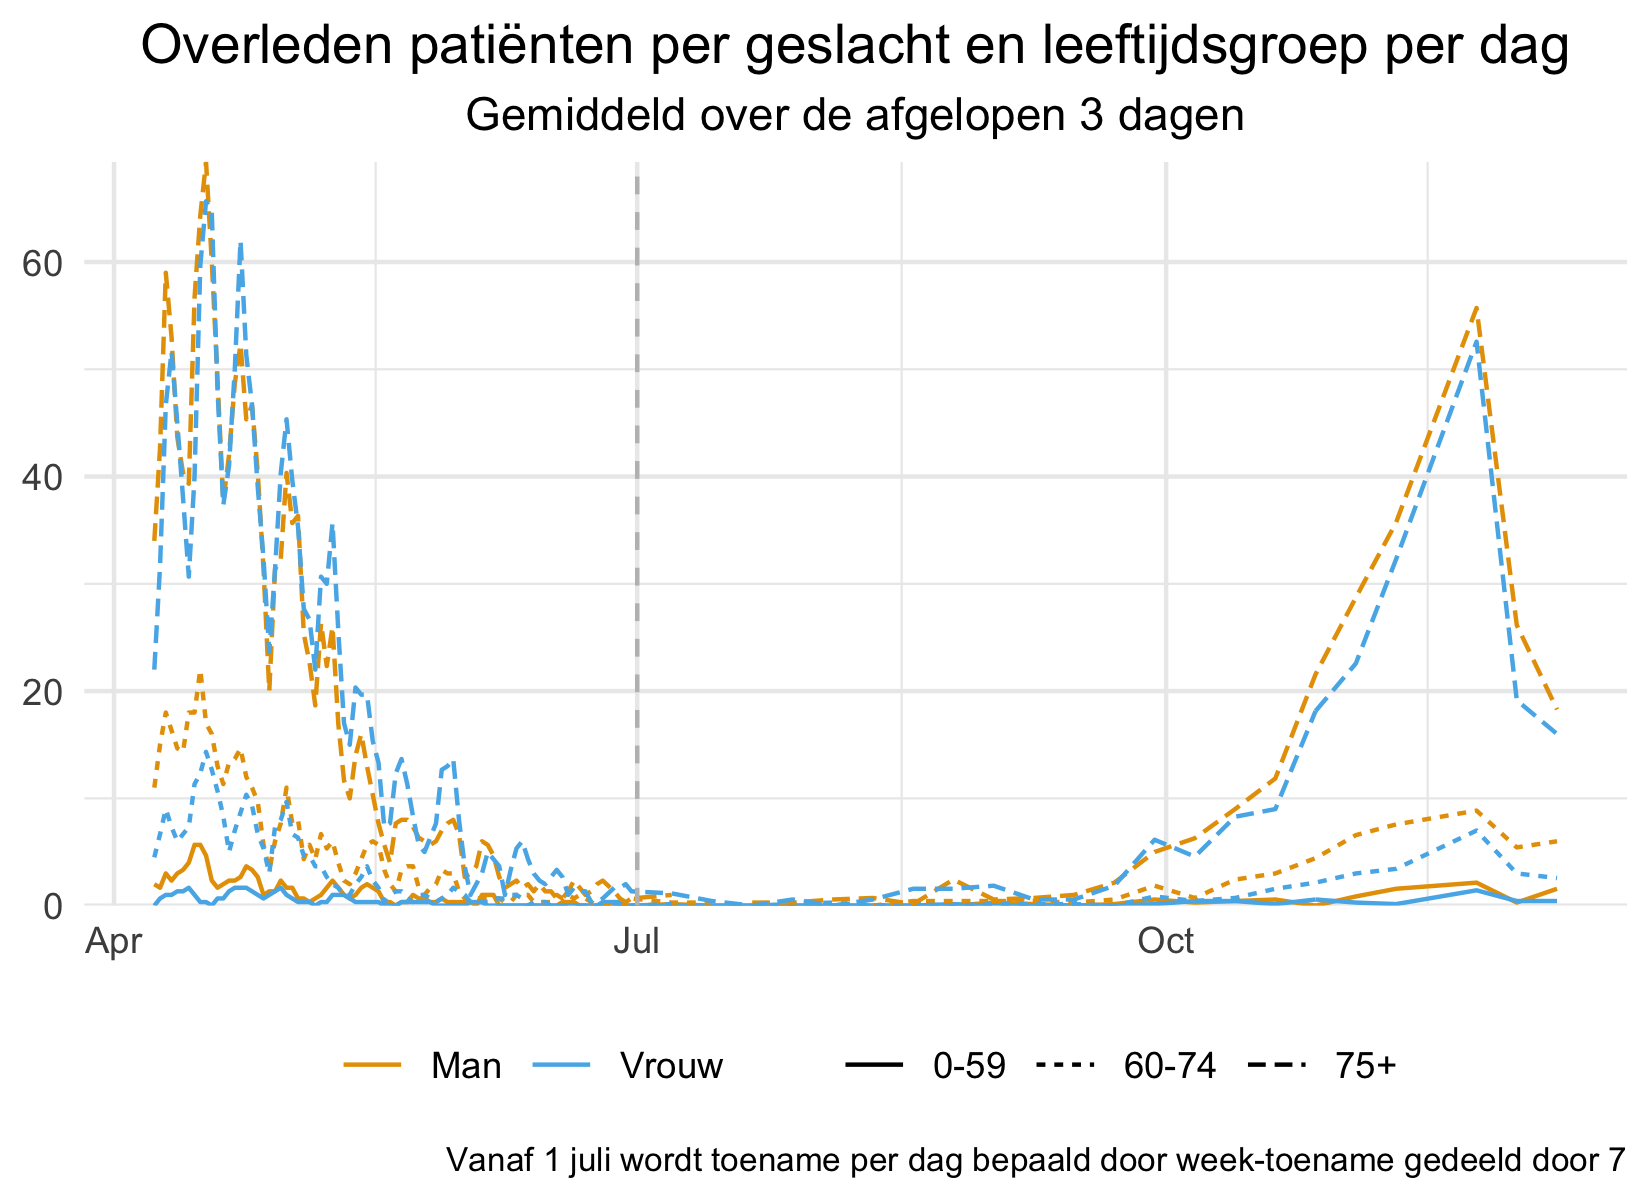 Overleden patiënten per geslacht en leeftijdsgroep per dag
Gemiddeld over de afgelopen 3 dagen
60
40
20
0
Apr Jul Oct
Man Vrouw 0-59 60-74 75+
Vanaf 1 juli wordt toename per dag bepaald door week-toename gedeeld door 7